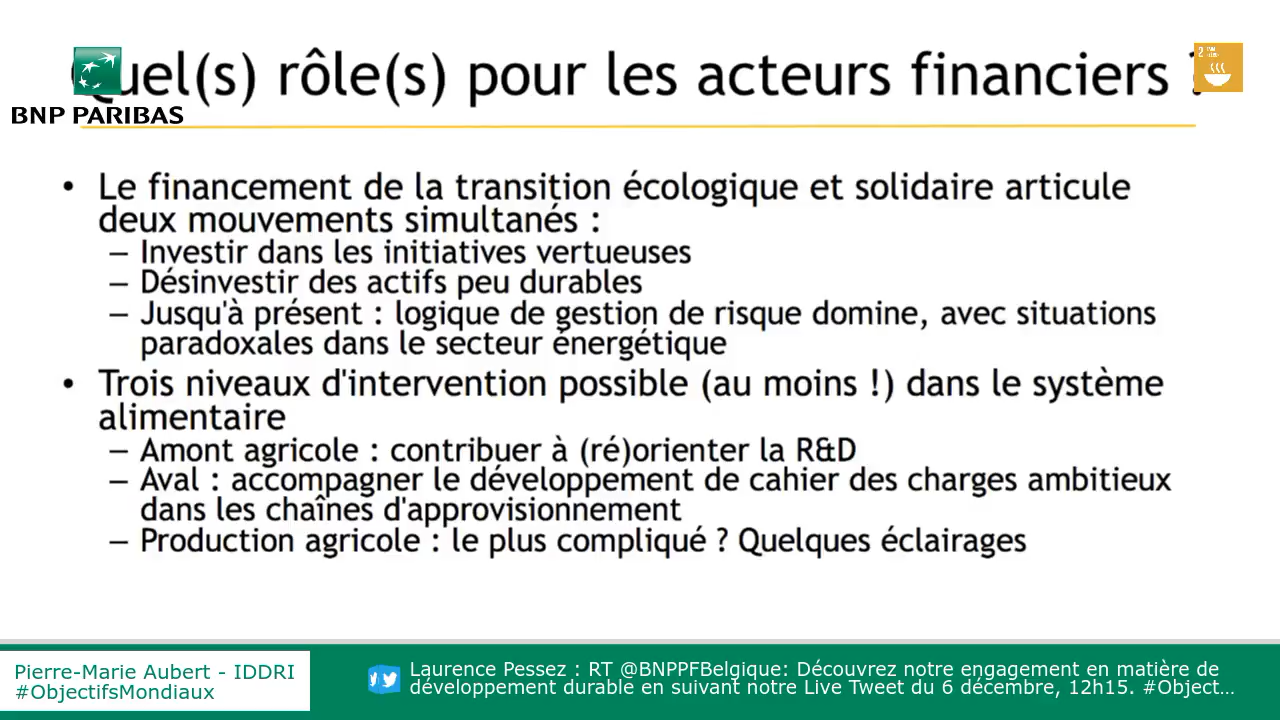 Quel(s) rôle(s) pour les acteurs financiers ?
BNP PARIBAS
• Le financement de la transition écologique et solidaire articule
deux mouvements simultanés :
– Investir dans les initiatives vertueuses
– Désinvestir des actifs peu durables
– Jusqu'à présent : logique de gestion de risque domine, avec situations
paradoxales dans le secteur énergétique
• Trois niveaux d'intervention possible (au moins !) dans le système
alimentaire
– Amont agricole : contribuer à (ré)orienter la R&D
– Aval : accompagner le développement de cahier des charges ambitieux
dans les chaînes d'approvisionnement
– Production agricole : le plus compliqué ? Quelques éclairages
Pierre-Marie Aubert - IDDRI
#ObjectifsMondiaux
Laurence Pessez : RT @BNPPFBelgique: Découvrez notre engagement en matière de
développement durable en suivant notre Live Tweet du 6 décembre, 12h15. #Object...